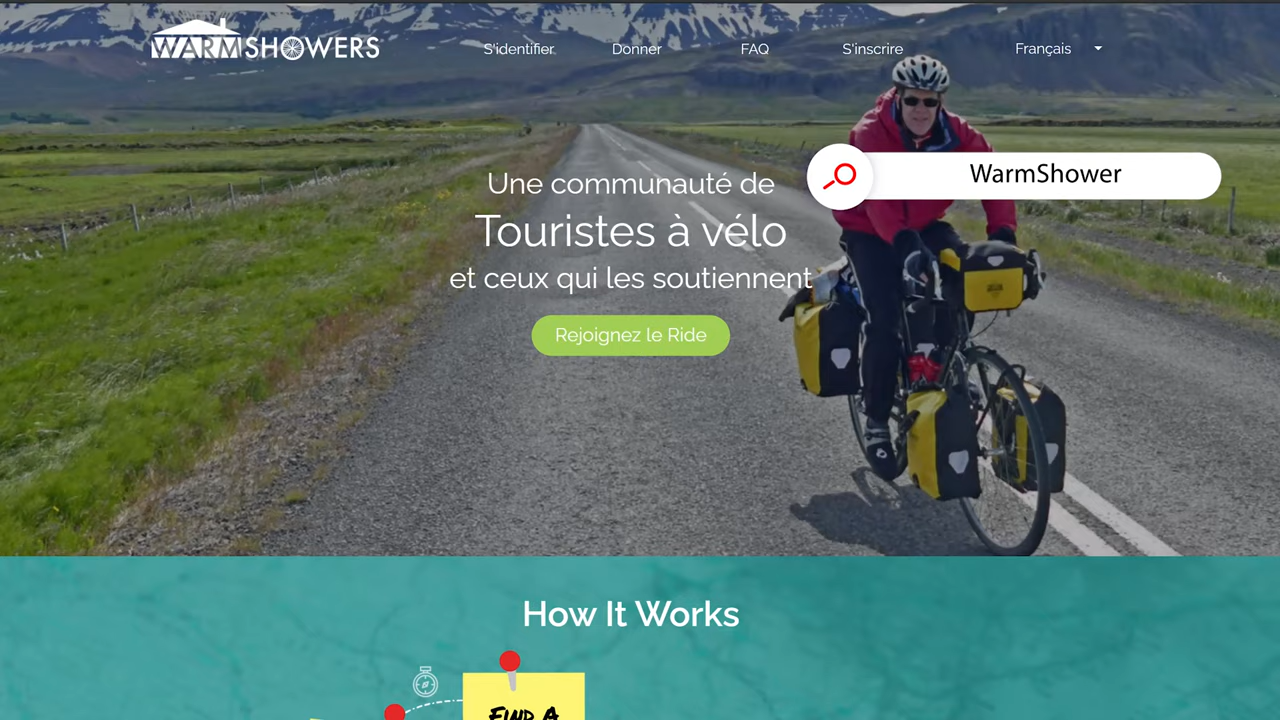 WARMSHOWERS
S'identifier
Donner
FAQ
S'inscrire
Français
WarmShower
Une communauté de
Touristes à vélo
et ceux qui les soutiennent
Rejoignez le Ride
How It Works
FIND A